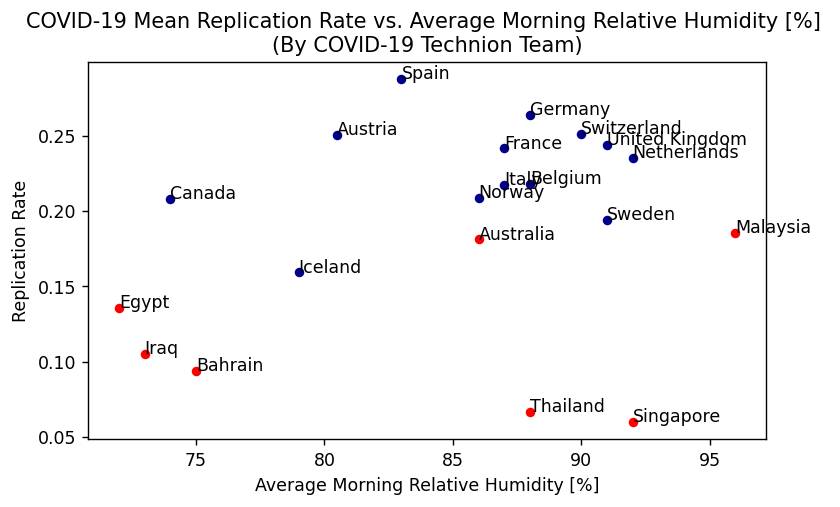 COVID-19 Mean Replication Rate vs. Average Morning Relative Humidity [%]
(By COVID-19 Technion Team)
Spain
Germany
Austria
Switzerland
United Kingdom
France
Netherlands
Italy
Belgium
Norway
Canada
Sweden
Malaysia
Australia
Iceland
Egypt
Iraq
Bahrain
Thailand
Singapore
0.25
0.20
0.15
0.10
0.05
Replication Rate
75
80
85
90
95
Average Morning Relative Humidity [%]